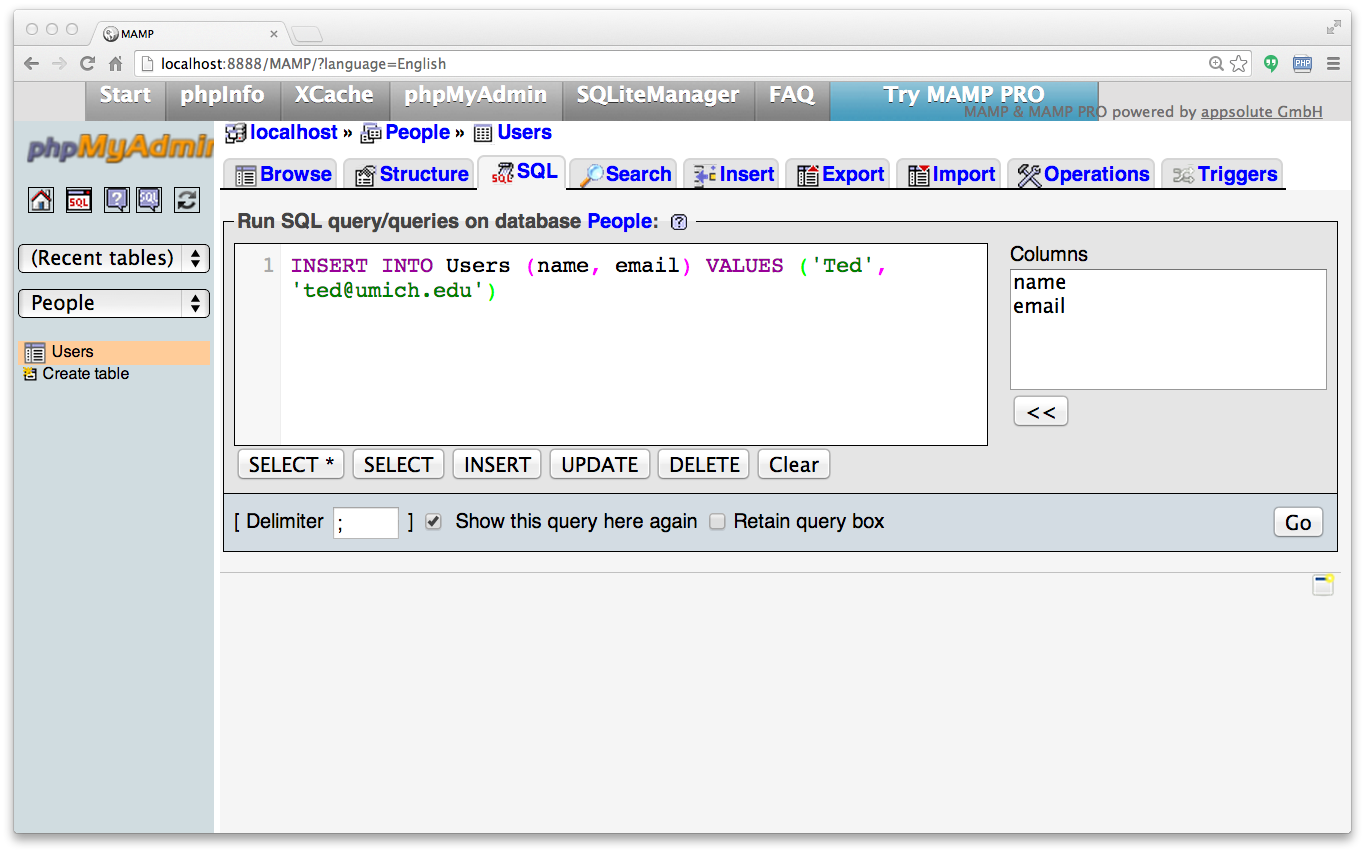 MAMP
localhost:8888/MAMP/?language=English
PHP
Start phpInfo XCache phpMyAdmin SQLiteManager FAQ Try MAMP PRO
MAMP & MAMP PRO powered by appsolute GmbH
phpMyAdmin
localhost » People » Users
Browse Structure SQL Search Insert Export Import Operations Triggers
SQL SQL
(Recent tables)
People
Users
Create table
Run SQL query/queries on database People:
1 INSERT INTO Users (name, email) VALUES ('Ted',
'ted@umich.edu')
Columns
name
email
<<
SELECT * SELECT INSERT UPDATE DELETE Clear
[ Delimiter ; ] Show this query here again Retain query box Go